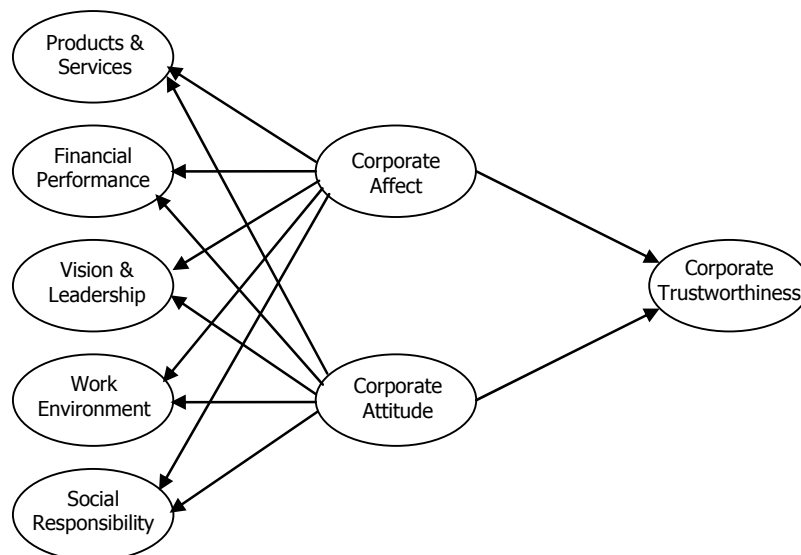 Products &
Services
Financial
Performance
Vision &
Leadership
Work
Environment
Social
Responsibility
Corporate
Affect
Corporate
Attitude
Corporate
Trustworthiness